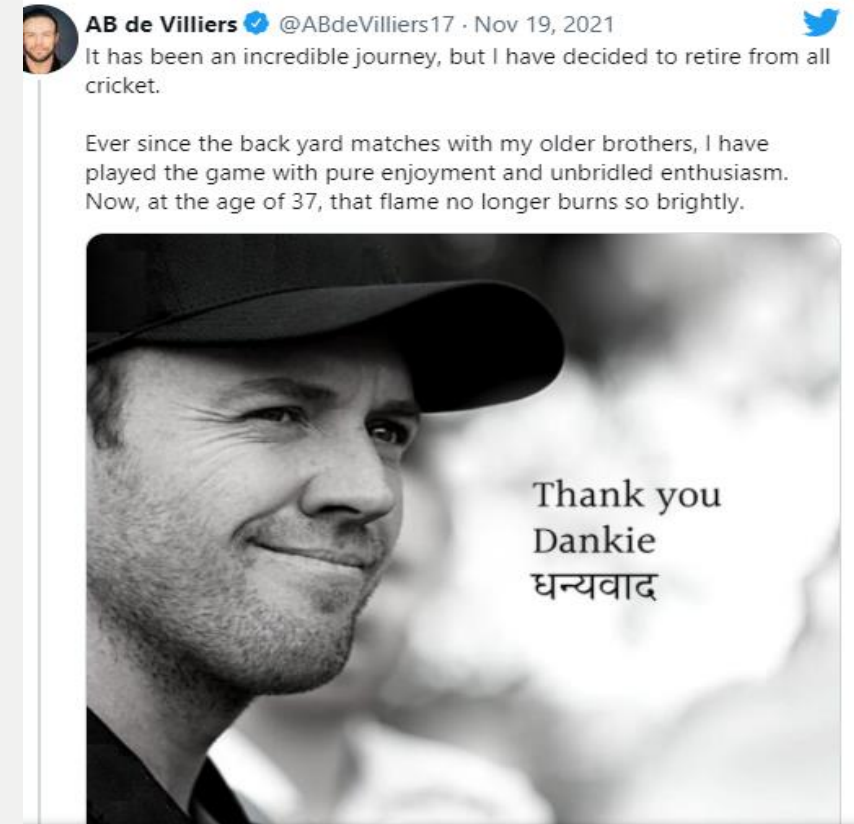 AB de Villiers @ABdeVilliers17 · Nov 19, 2021
It has been an incredible journey, but I have decided to retire from all
cricket.
Ever since the back yard matches with my older brothers, I have
played the game with pure enjoyment and unbridled enthusiasm.
Now, at the age of 37, that flame no longer burns so brightly.
Thank you
Dankie
धन्यवाद